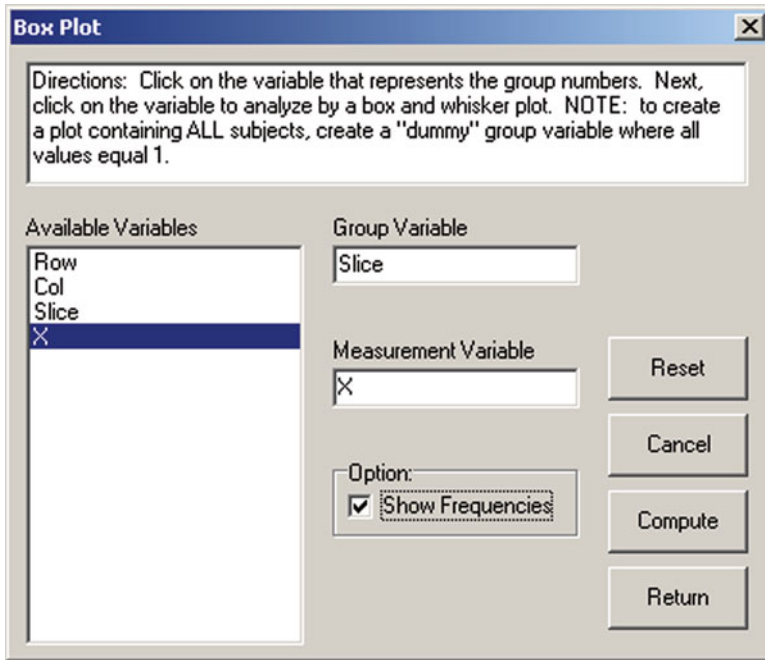 Box Plot
Directions:  Click on the variable that represents the group numbers.  Next,
click on the variable to analyze by a box and whisker plot.  NOTE:  to create
a plot containing ALL subjects, create a "dummy" group variable where all
values equal 1.
Available Variables
Row
Col
Slice
X
Group Variable
Slice
Measurement Variable
X
Option:
Show Frequencies
Reset
Cancel
Compute
Return